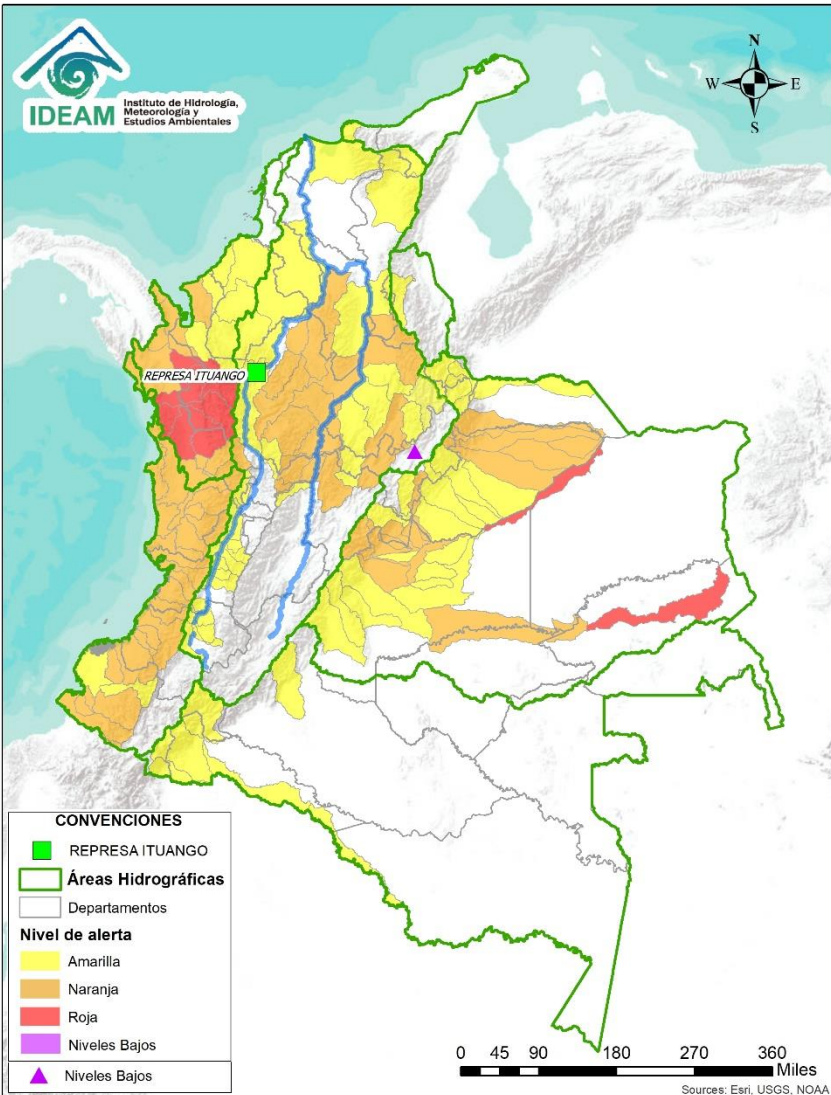 IDEAM
Instituto de Hidrología,
Meteorología y
Estudios Ambientales
N
W
E
S
REPRESA ITUANGO
CONVENCIONES
REPRESA ITUANGO
Áreas Hidrográficas
Departamentos
Nivel de alerta
Amarilla
Naranja
Roja
Niveles Bajos
Niveles Bajos
0 45 90 180 270 360
Miles
Sources: Esri, USGS, NOAA